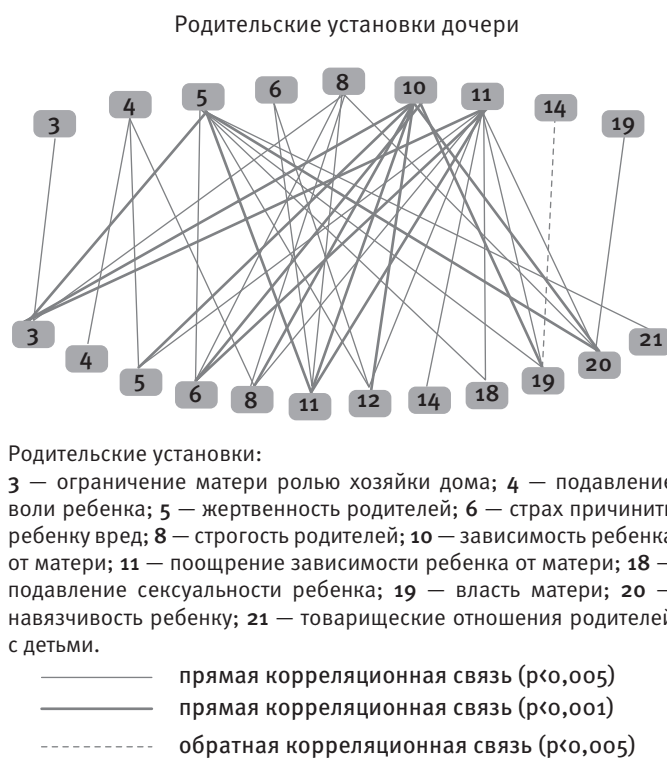 Родительские установки дочери
3 4 5 6 8 10 11 14 19
3 4 5 6 8 11 12 14 18 19 20 21
Родительские установки:
3 — ограничение матери ролью хозяйки дома; 4 — подавление
воли ребенка; 5 — жертвенность родителей; 6 — страх причинить
ребенку вред; 8 — строгость родителей; 10 — зависимость ребенка
от матери; 11 — поощрение зависимости ребенка от матери; 18 —
подавление сексуальности ребенка; 19 — власть матери; 20 —
навязчивость ребенку; 21 — товарищеские отношения родителей
с детьми.
прямая корреляционная связь (p<0,005)
прямая корреляционная связь (p<0,001)
обратная корреляционная связь (p<0,005)